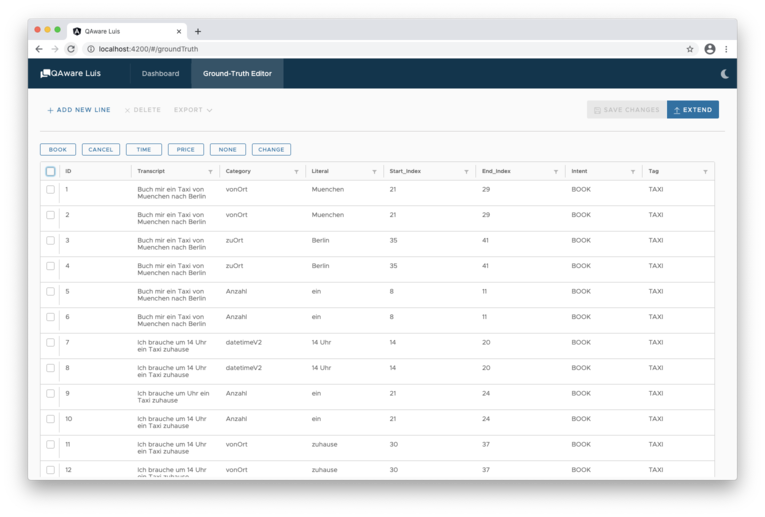 QAware Luis
localhost:4200/#/groundTruth
QAware Luis Dashboard Ground-Truth Editor
+ ADD NEW LINE × DELETE EXPORT SAVE CHANGES EXTEND
BOOK CANCEL TIME PRICE NONE CHANGE
ID Transcript Category Literal Start_Index End_Index Intent Tag
1 Buch mir ein Taxi von vonOrt Muenchen 21 29 BOOK TAXI
Muenchen nach Berlin
2 Buch mir ein Taxi von vonOrt Muenchen 21 29 BOOK TAXI
Muenchen nach Berlin
3 Buch mir ein Taxi von zuOrt Berlin 35 41 BOOK TAXI
Muenchen nach Berlin
4 Buch mir ein Taxi von zuOrt Berlin 35 41 BOOK TAXI
Muenchen nach Berlin
5 Buch mir ein Taxi von Anzahl ein 8 11 BOOK TAXI
Muenchen nach Berlin
6 Buch mir ein Taxi von Anzahl ein 8 11 BOOK TAXI
Muenchen nach Berlin
7 Ich brauche um 14 Uhr datetimeV2 14 Uhr 14 20 BOOK TAXI
ein Taxi zuhause
8 Ich brauche um 14 Uhr datetimeV2 14 Uhr 14 20 BOOK TAXI
ein Taxi zuhause
9 Ich brauche um Uhr ein Anzahl ein 21 24 BOOK TAXI
Taxi zuhause
10 Ich brauche um 14 Uhr Anzahl ein 21 24 BOOK TAXI
ein Taxi zuhause
11 Ich brauche um 14 Uhr vonOrt zuhause 30 37 BOOK TAXI
ein Taxi zuhause
12 Ich brauche um 14 Uhr vonOrt zuhause 30 37 BOOK TAXI
ein Taxi zuhause